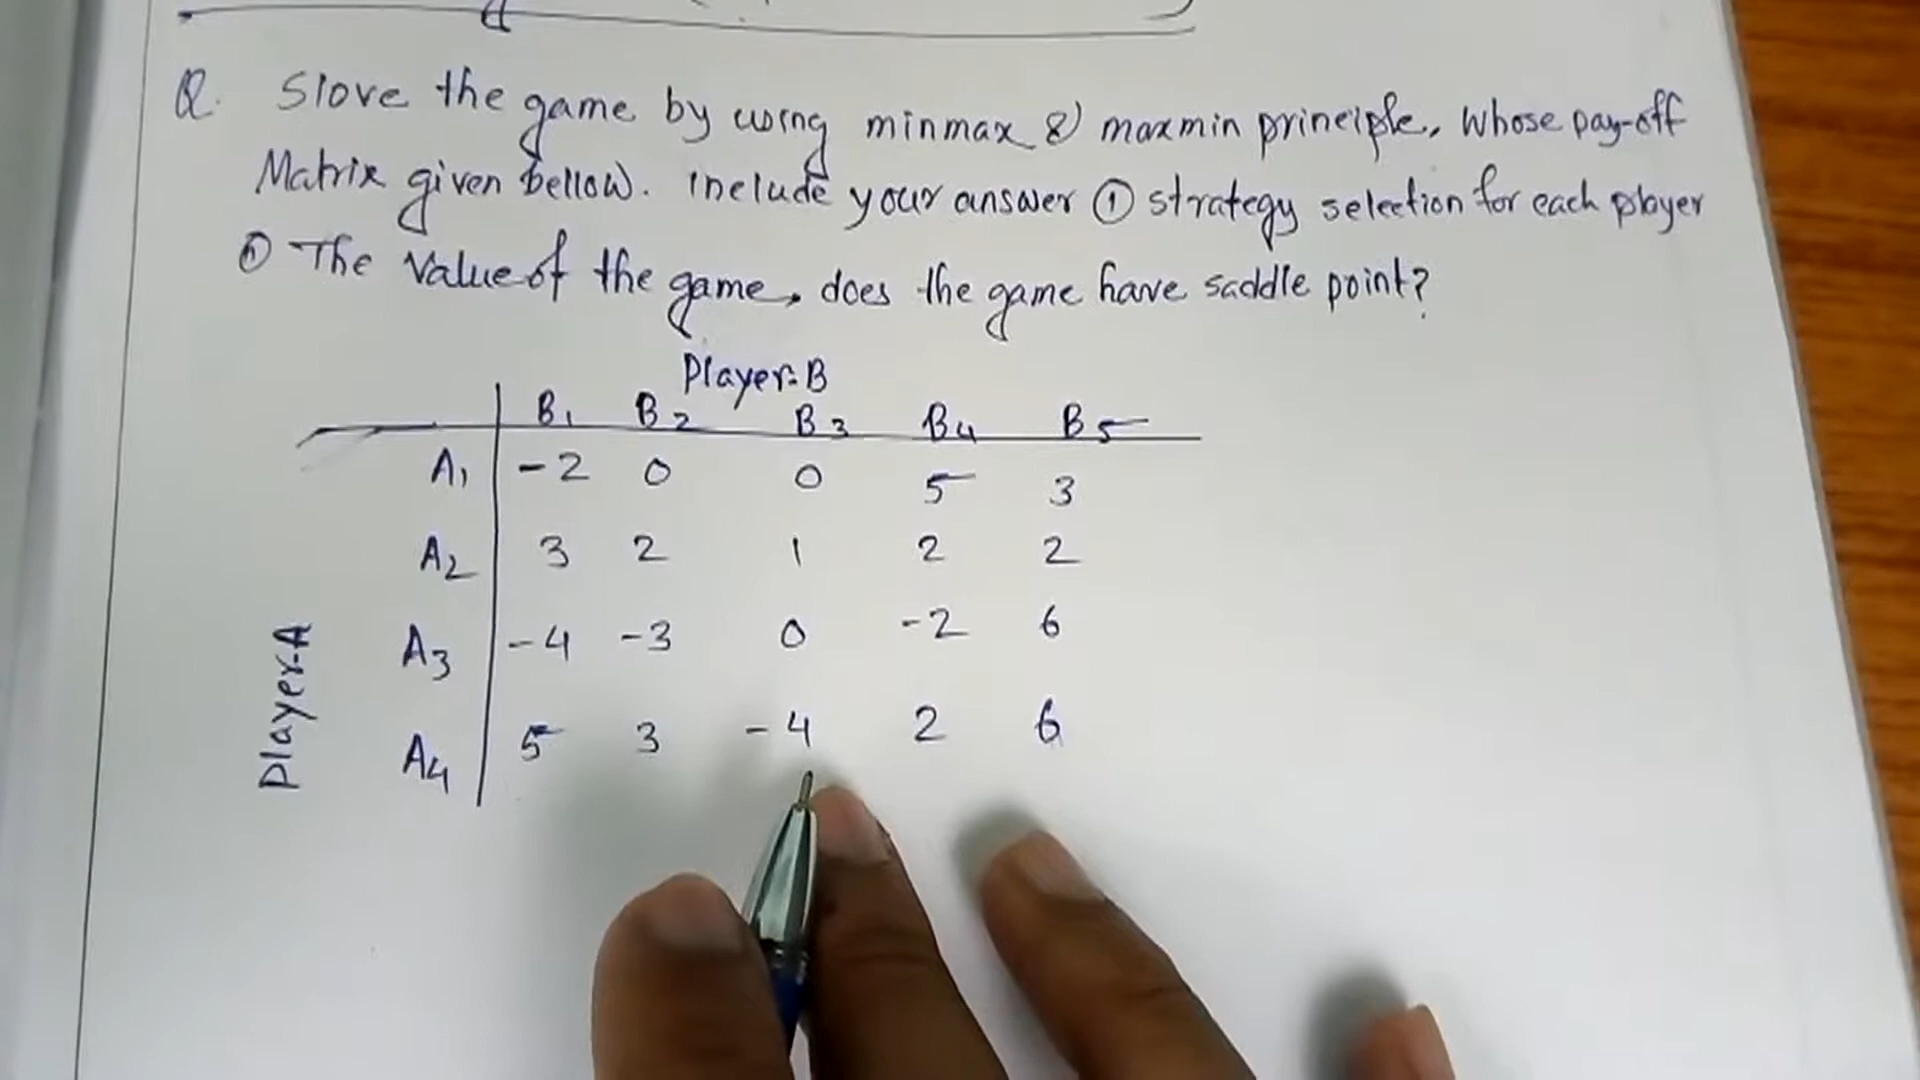 Q. Slove the game by using minmax & maxmin principle, whose pay-off
Matrix given bellow. include your answer ① strategy selection for each player
⑪ The Value of the game, does the game have saddle point?
Player-B
B1 B2 B3 B4 B5
A1 -2 0 0 5 3
A2 3 2 1 2 2
A3 -4 -3 0 -2 6
A4 5 3 -4 2 6
Player-A